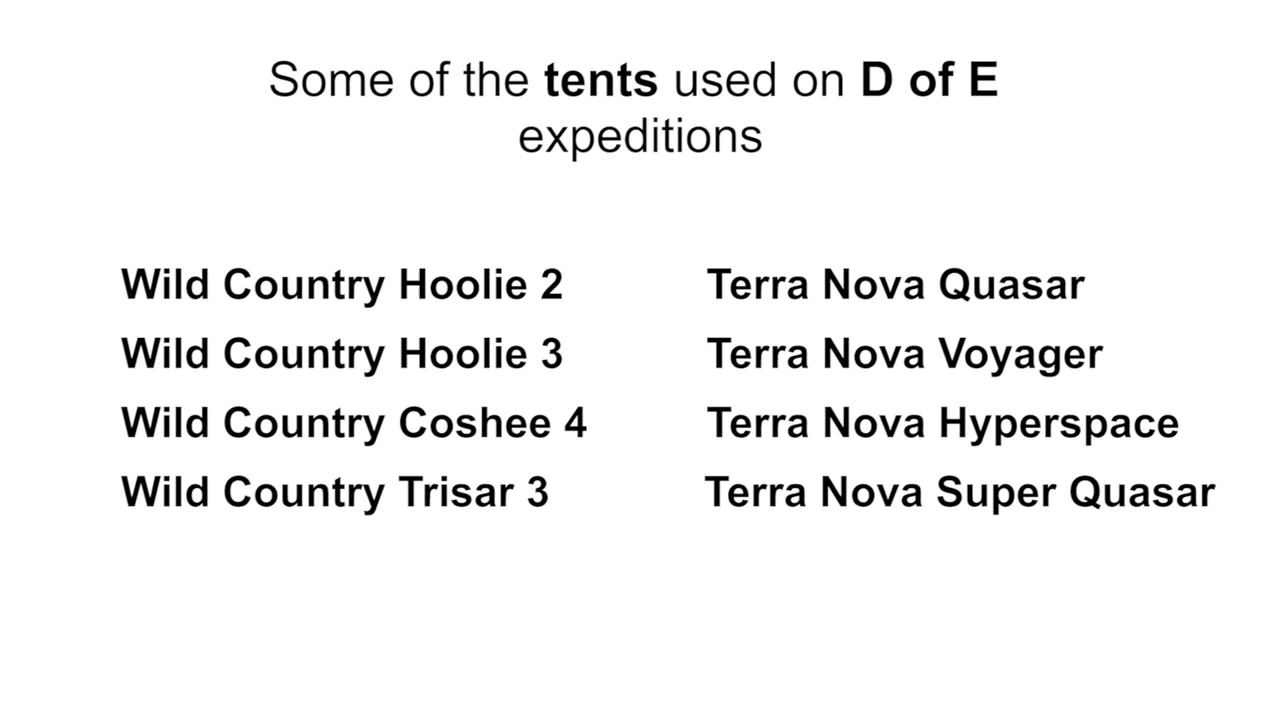 Some of the tents used on D of E
expeditions
Wild Country Hoolie 2
Wild Country Hoolie 3
Wild Country Coshee 4
Wild Country Trisar 3
Terra Nova Quasar
Terra Nova Voyager
Terra Nova Hyperspace
Terra Nova Super Quasar